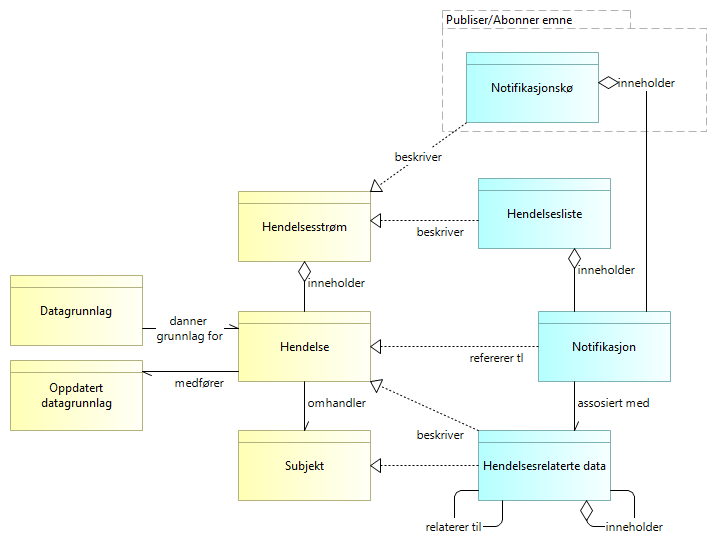 Publiser/Abonner emne
Notifikasjonskø
inneholder
beskriver
Hendelsesstrøm
Hendelsesliste
beskriver
inneholder
inneholder
Datagrunnlag
danner
grunnlag for
Hendelse
Notifikasjon
refererer tl
Oppdatert
datagrunnlag
medfører
omhandler
assosiert med
beskriver
Subjekt
Hendelsesrelaterte data
relaterer til
inneholder